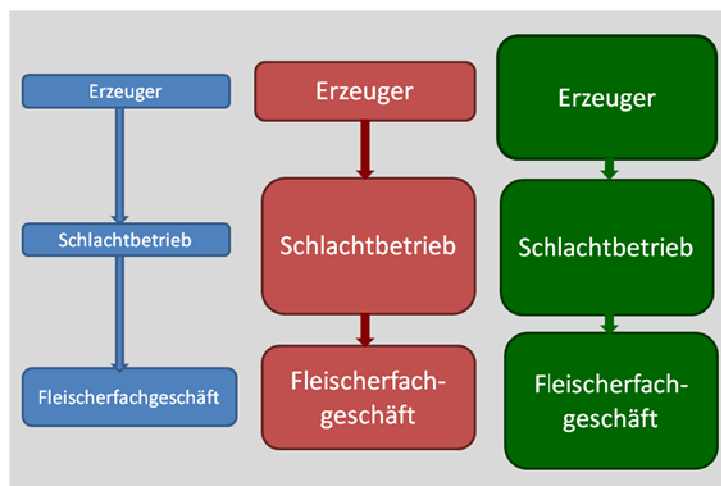 Erzeuger
Schlachtbetrieb
Fleischerfachgeschäft
Erzeuger
Schlachtbetrieb
Fleischerfach-
geschäft
Erzeuger
Schlachtbetrieb
Fleischerfach-
geschäft